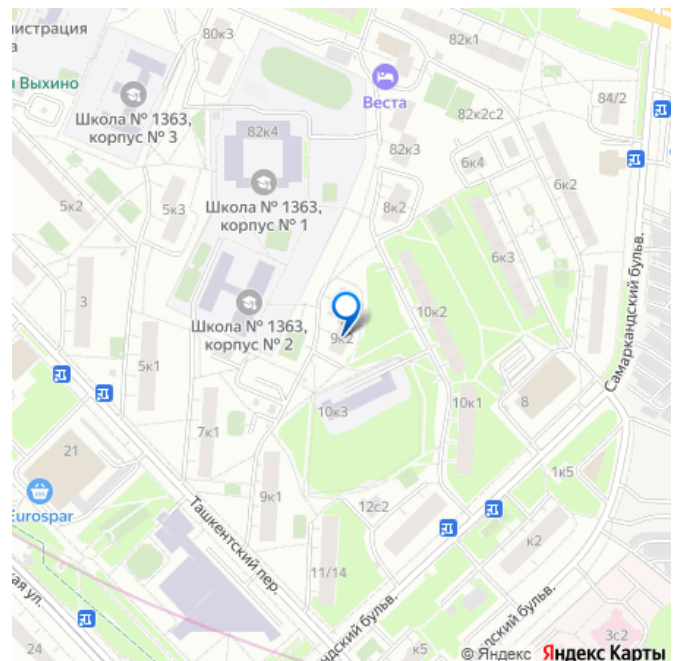 истрация
а
80к3
82к1
я Выхино
Веста
84/2
Школа № 1363,
корпус № 3
82к2с2
82к4
82к3
6к4
6к2
5к2
5к3
Школа № 1363,
корпус № 1
8к2
6к3
Самаркандский бульв.
3
Школа № 1363,
корпус № 2
10к2
9к2
5к1
10к3
10к1
8
7к1
21
1к5
Eurospar
9к1
12с2
Ташкентский пер.
к2
11/14
ндский бульв.
дский бульв.
кая ул.
24
к5
3с2
© Яндекс Яндекс Карты